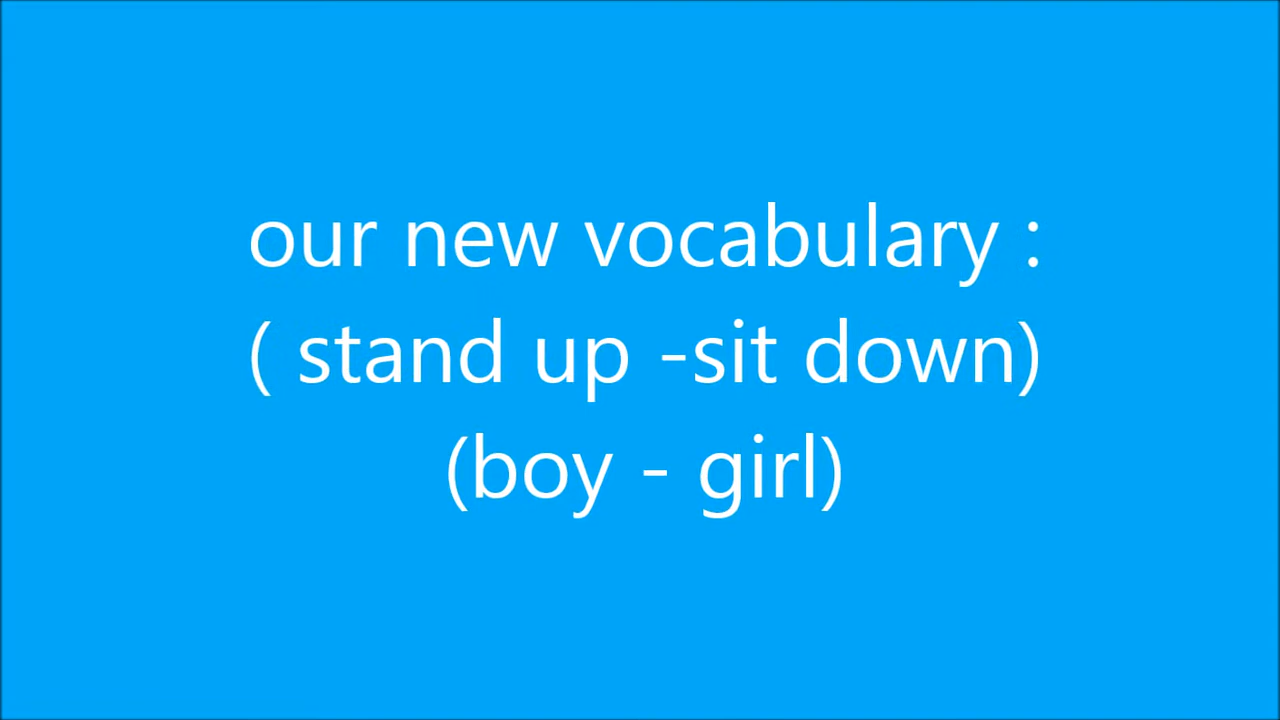 our new vocabulary :
( stand up -sit down)
(boy - girl)